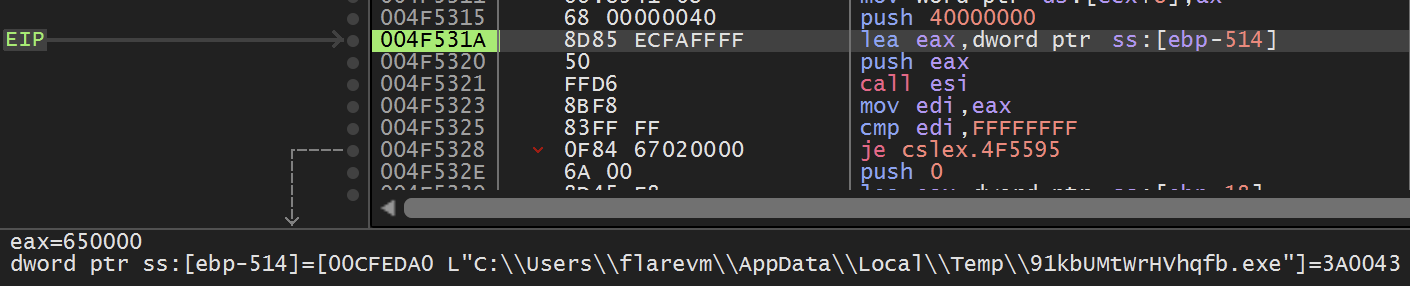 004F5315 68 00000040 push 40000000
EIP 004F531A 8D85 ECFAFFFF lea eax,dword ptr ss:[ebp-514]
004F5320 50 push eax
004F5321 FFD6 call esi
004F5323 8BF8 mov edi,eax
004F5325 83FF FF cmp edi,FFFFFFFF
004F5328 0F84 67020000 je cslex.4F5595
004F532E 6A 00 push 0
eax=650000
dword ptr ss:[ebp-514]=[00CFEDA0 L"C:\\Users\\flarevm\\AppData\\Local\\Temp\\91kbUMtWrHVhqfb.exe"]=3A0043